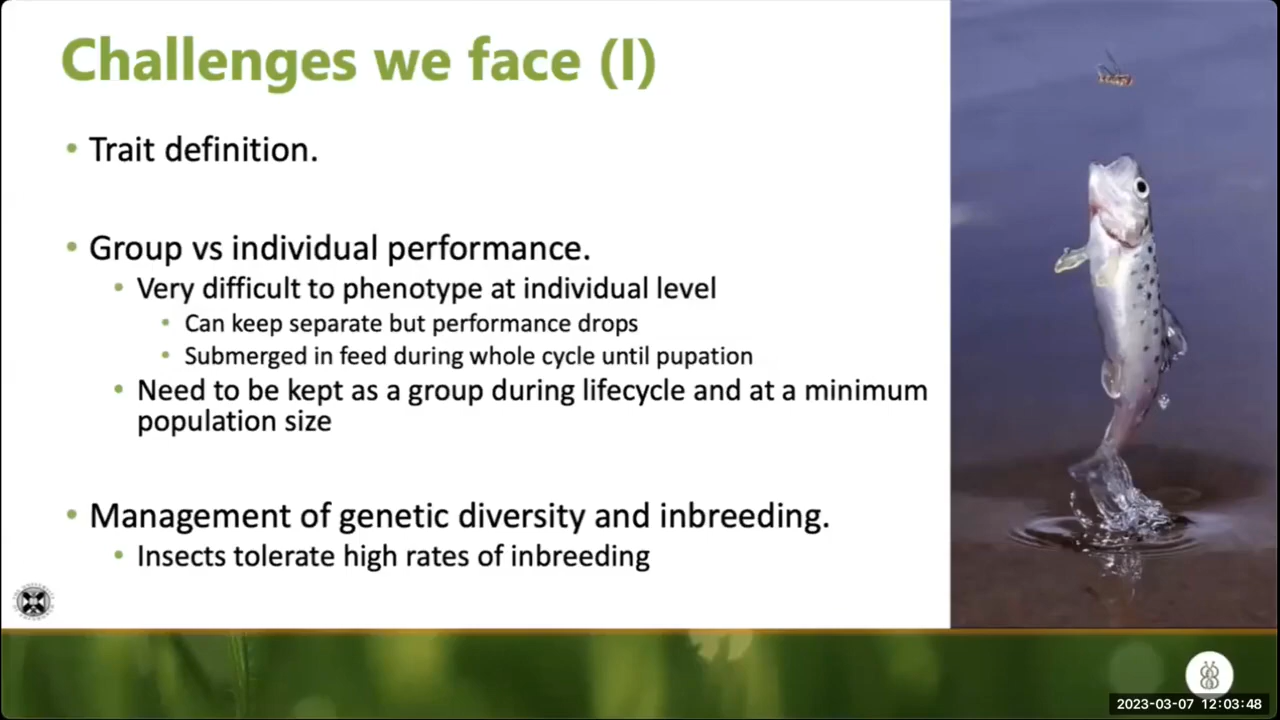 Challenges we face (I)
• Trait definition.
• Group vs individual performance.
• Very difficult to phenotype at individual level
• Can keep separate but performance drops
• Submerged in feed during whole cycle until pupation
• Need to be kept as a group during lifecycle and at a minimum
population size
• Management of genetic diversity and inbreeding.
• Insects tolerate high rates of inbreeding
2023-03-07 12:03:48